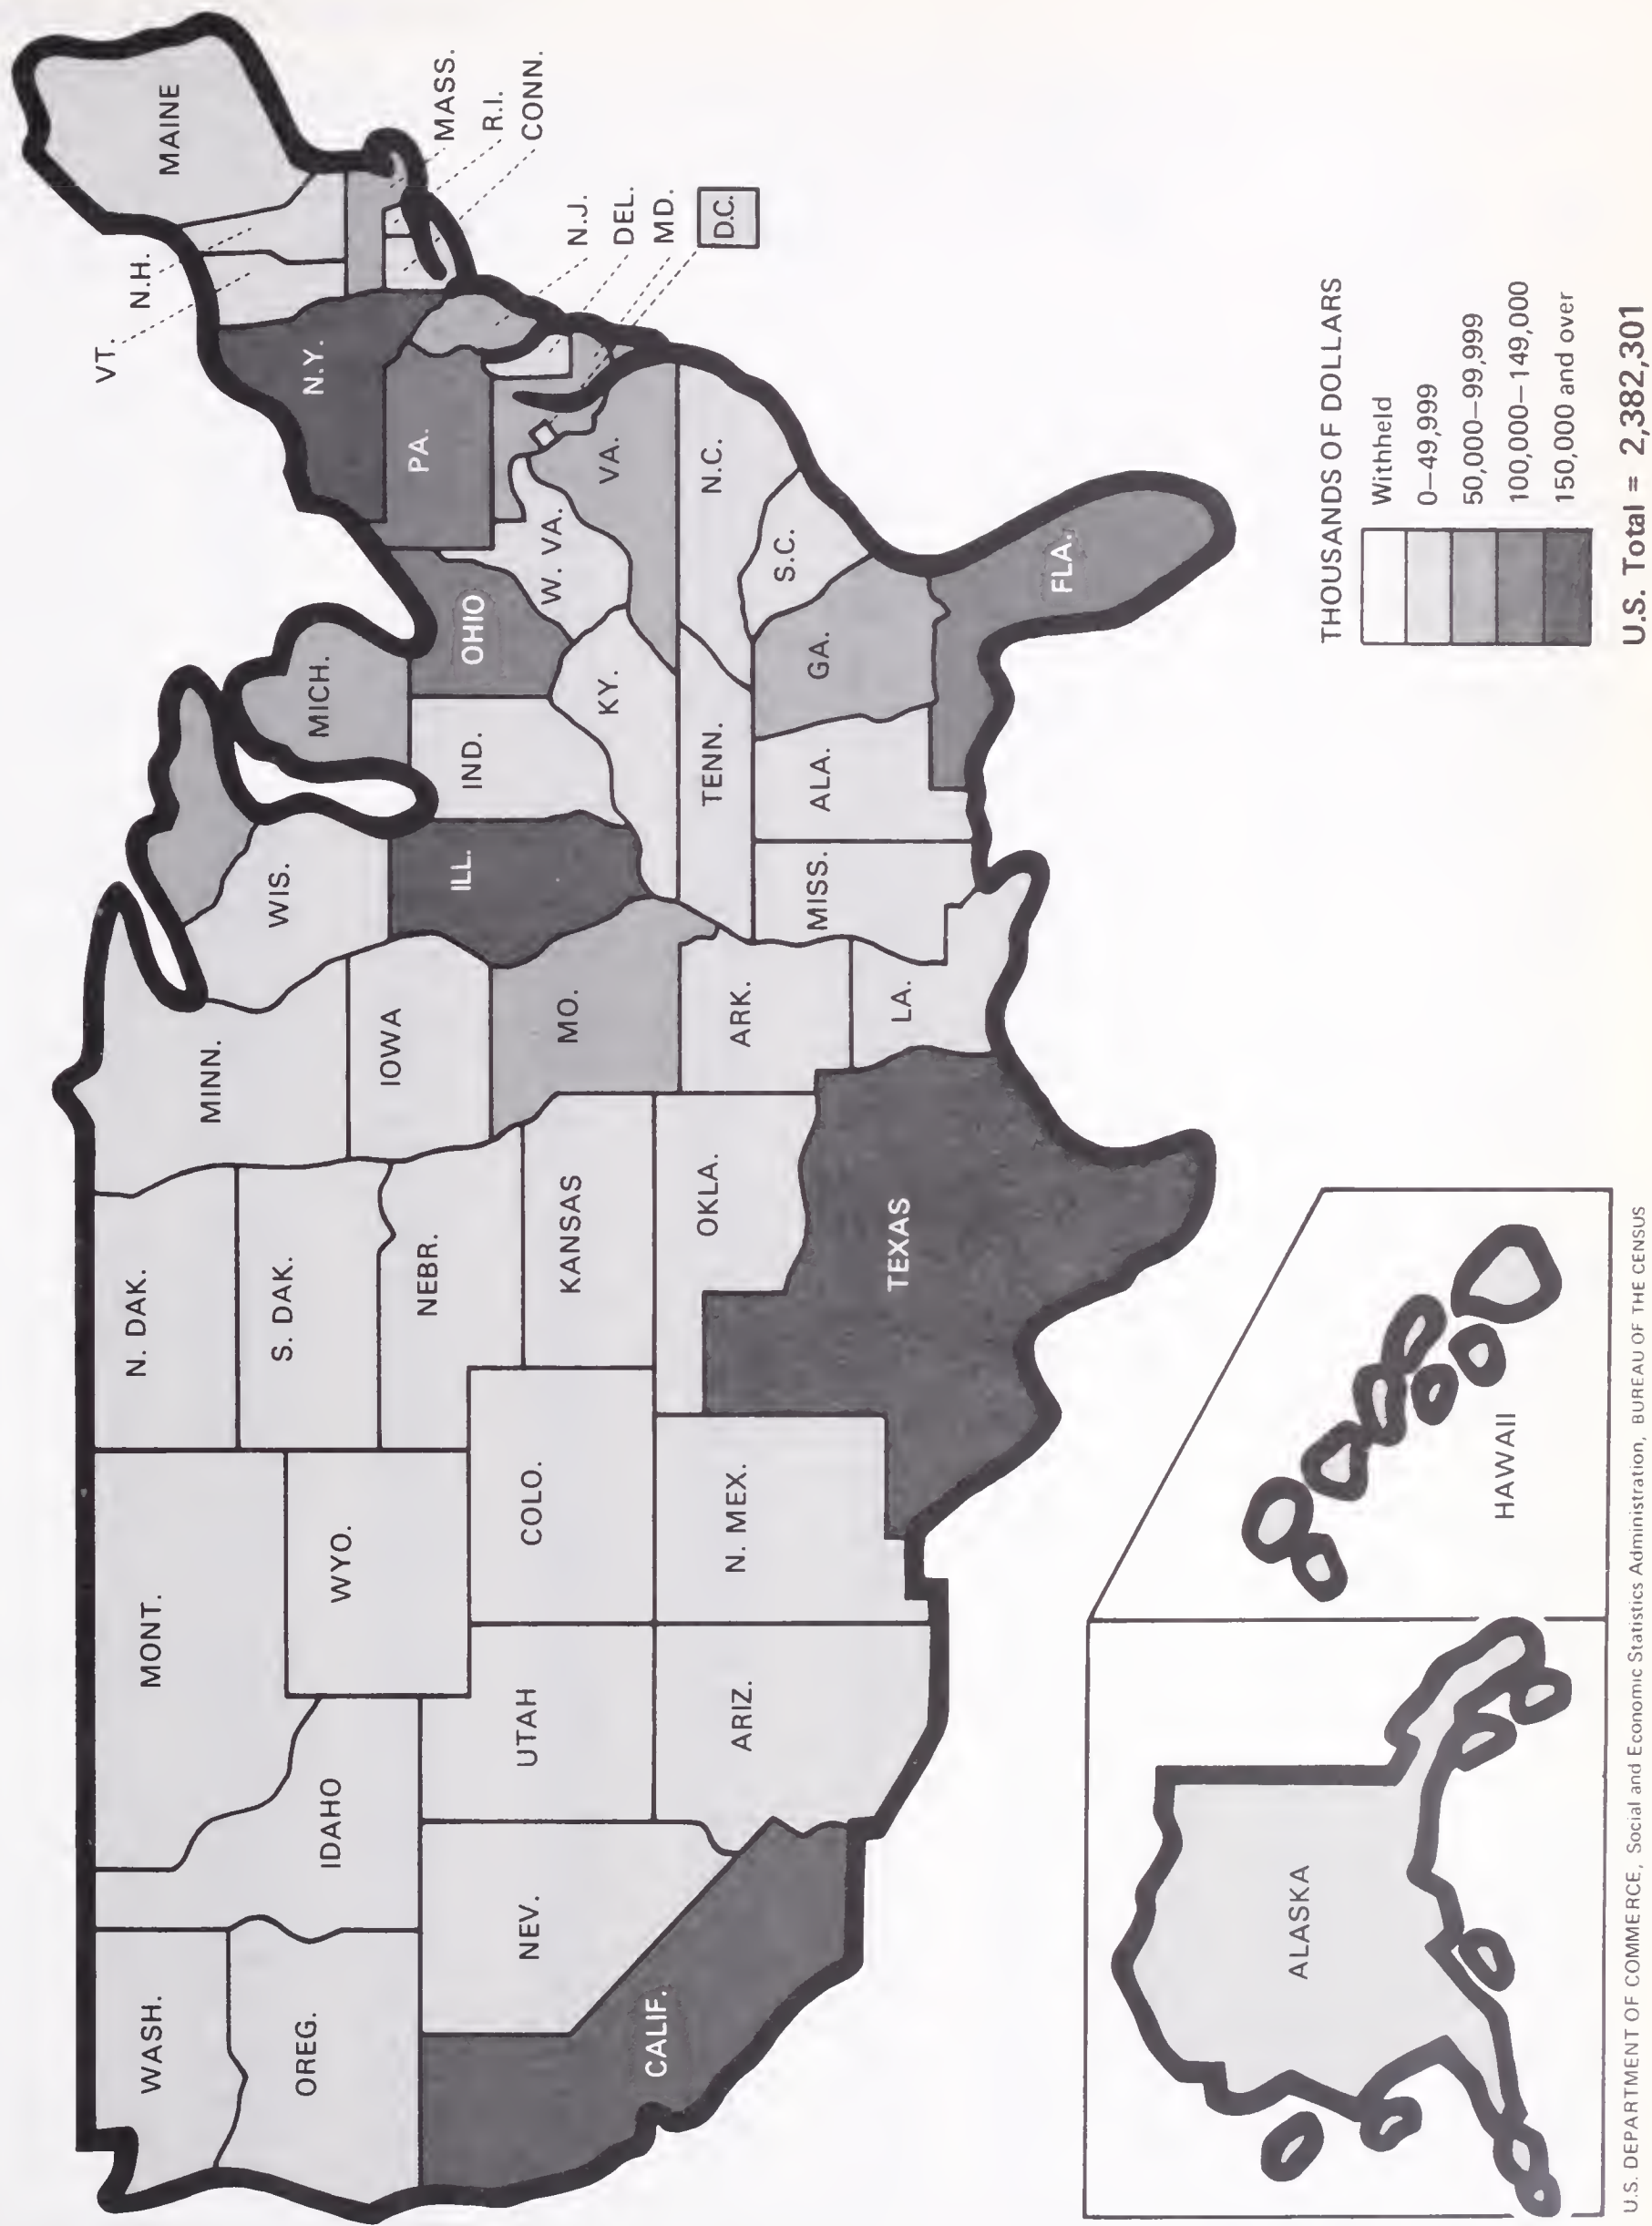 WASH.
MONT.
N. DAK.
MINN.
VT.
N.H.
MAINE
OREG.
IDAHO
WYO.
S. DAK.
WIS.
MICH.
N.Y.
MASS.
R.I.
CONN.
NEV.
UTAH
COLO.
NEBR.
IOWA
ILL.
IND.
OHIO
PA.
N.J.
DEL.
MD.
D.C.
CALIF.
KANSAS
MO.
KY.
W. VA.
VA.
ARIZ.
N. MEX.
OKLA.
ARK.
TENN.
N.C.
TEXAS
LA.
MISS.
ALA.
GA.
S.C.
FLA.
ALASKA
HAWAII
THOUSANDS OF DOLLARS
Withheld
0–49,999
50,000–99,999
100,000–149,000
150,000 and over
U.S. Total = 2,382,301
U.S. DEPARTMENT OF COMMERCE, Social and Economic Statistics Administration, BUREAU OF THE CENSUS